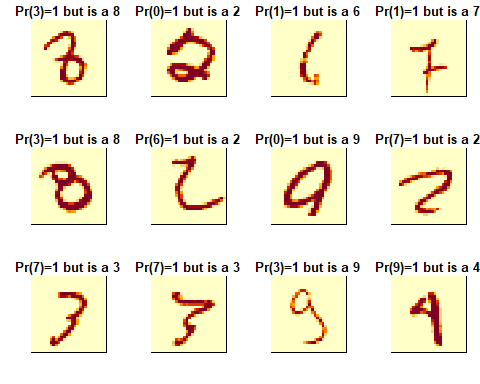 Pr(3)=1 but is a 8 Pr(0)=1 but is a 2 Pr(1)=1 but is a 6 Pr(1)=1 but is a 7
Pr(3)=1 but is a 8 Pr(6)=1 but is a 2 Pr(0)=1 but is a 9 Pr(7)=1 but is a 2
Pr(7)=1 but is a 3 Pr(7)=1 but is a 3 Pr(3)=1 but is a 9 Pr(9)=1 but is a 4